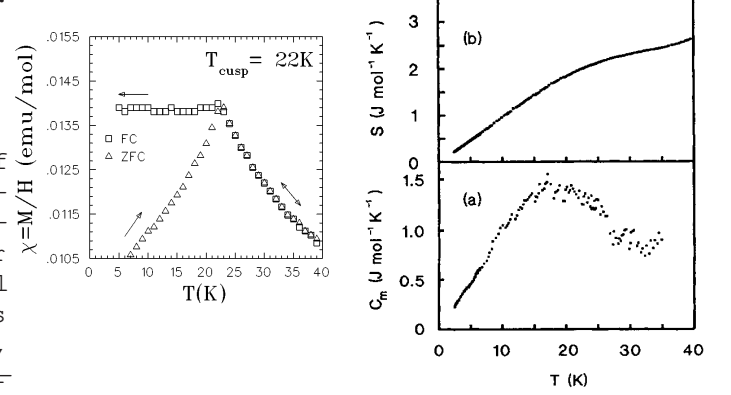 .0155
.0145
.0135
.0125
.0115
.0105
χ=M/H (emu/mol)
T_cusp = 22K
FC
ZFC
0 5 10 15 20 25 30 35 40
T(K)
3
2
1
0
S (J mol⁻¹ K⁻¹)
(b)
1.5
1.0
0.5
0
C_m (J mol⁻¹ K⁻¹)
(a)
0 10 20 30 40
T (K)